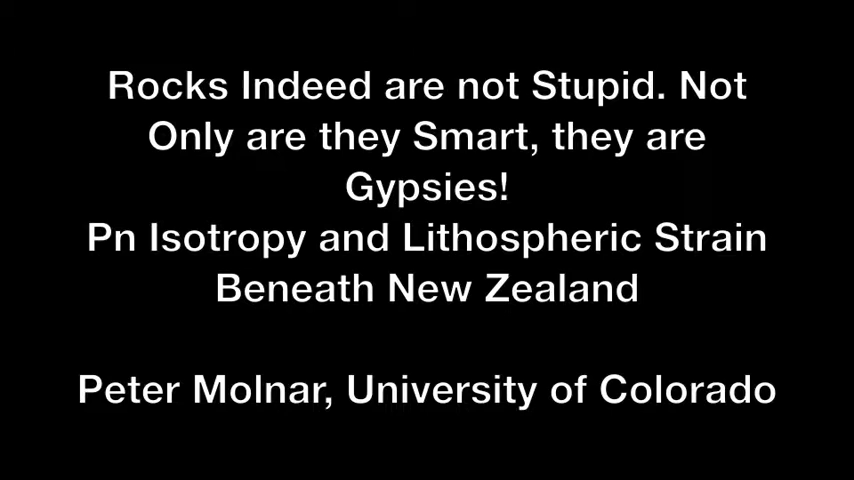 Rocks Indeed are not Stupid. Not
Only are they Smart, they are
Gypsies!
Pn Isotropy and Lithospheric Strain
Beneath New Zealand
Peter Molnar, University of Colorado